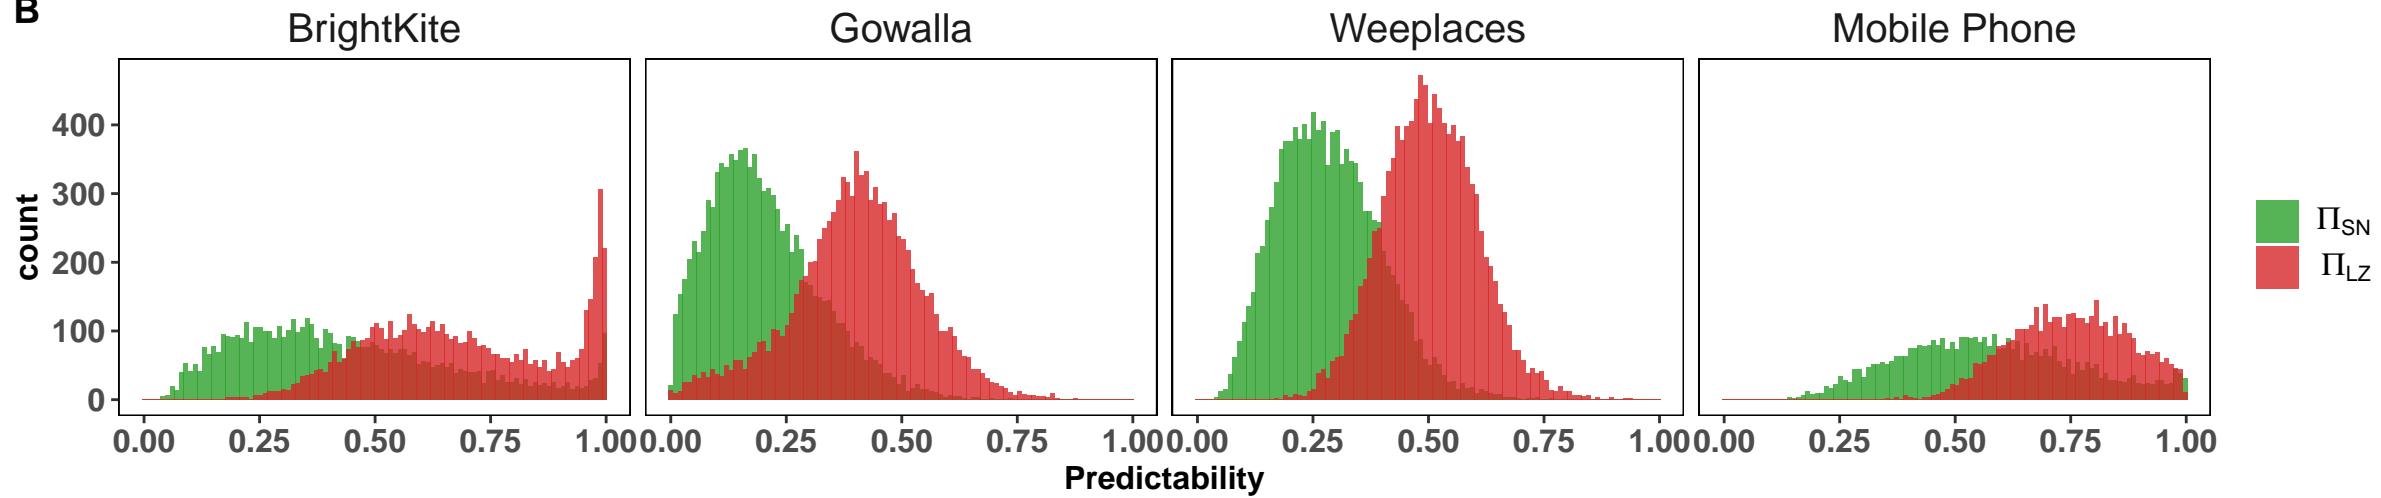 B
BrightKite Gowalla Weeplaces Mobile Phone
400
300
200
100
0
count
0.00 0.25 0.50 0.75 1.00 0.00 0.25 0.50 0.75 1.00 0.00 0.25 0.50 0.75 1.00 0.00 0.25 0.50 0.75 1.00
Predictability
ΠSN
ΠLZ